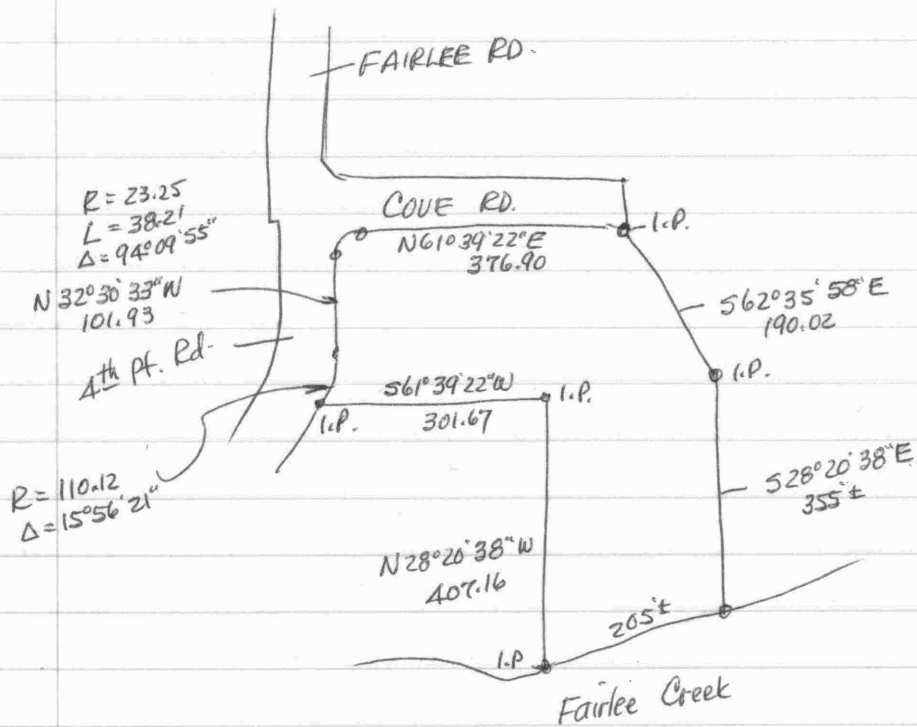 FAIRLEE RD.
R = 23.25
L = 38.21
Δ = 94°09'55"
COVE RD.
I.P.
N61°39'22"E
376.90
N 32°30'33"W
101.93
S62°35'58"E
190.02
4th Pt. Rd.
I.P.
S61°39'22"W
301.67
I.P.
I.P.
R = 110.12
Δ = 15°56'21"
S28°20'38"E
355'±
N28°20'38"W
407.16
205'±
I.P
Fairlee Creek